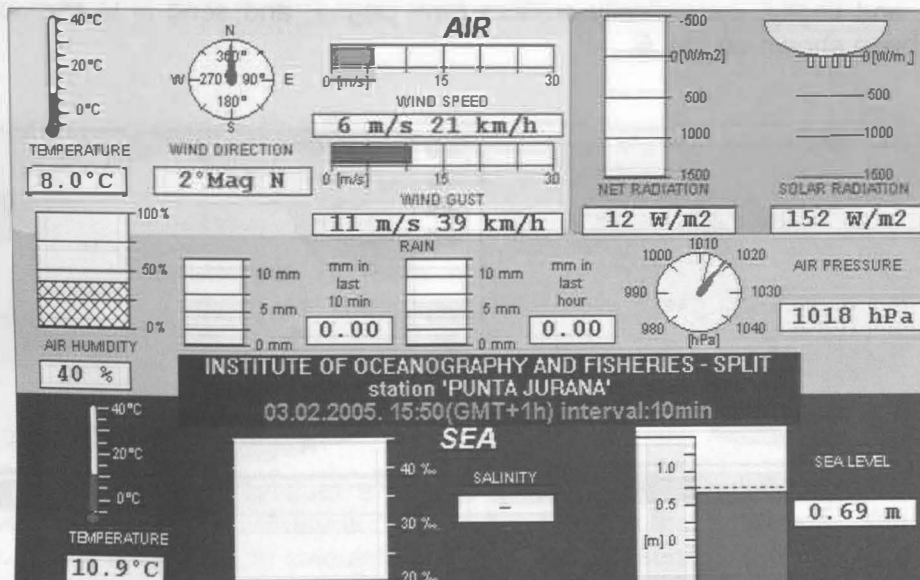 AIR
40°C
20°C
0°C
TEMPERATURE
8.0°C
N
360°
W 270° 90° E
180°
S
WIND DIRECTION
2°Mag N
0 [m/s] 15 30
WIND SPEED
6 m/s 21 km/h
0 [m/s] 15 30
WIND GUST
11 m/s 39 km/h
-500
0[W/m2]
500
1000
1500
NET RADIATION
12 W/m2
0[W/m,]
500
1000
1500
SOLAR RADIATION
152 W/m2
100%
50%
0%
AIR HUMIDITY
40 %
RAIN
10 mm
5 mm
0 mm
mm in
last
10 min
0.00
10 mm
5 mm
0 mm
mm in
last
hour
0.00
1010
1000 1020
990 1030
980 1040
[hPa]
AIR PRESSURE
1018 hPa
INSTITUTE OF OCEANOGRAPHY AND FISHERIES - SPLIT
station 'PUNTA JURANA'
03.02.2005. 15:50(GMT+1h) interval:10min
SEA
40°C
20°C
0°C
TEMPERATURE
10.9°C
40 ‰
30 ‰
20 ‰
SALINITY
-
1.0
0.5
[m] 0
SEA LEVEL
0.69 m